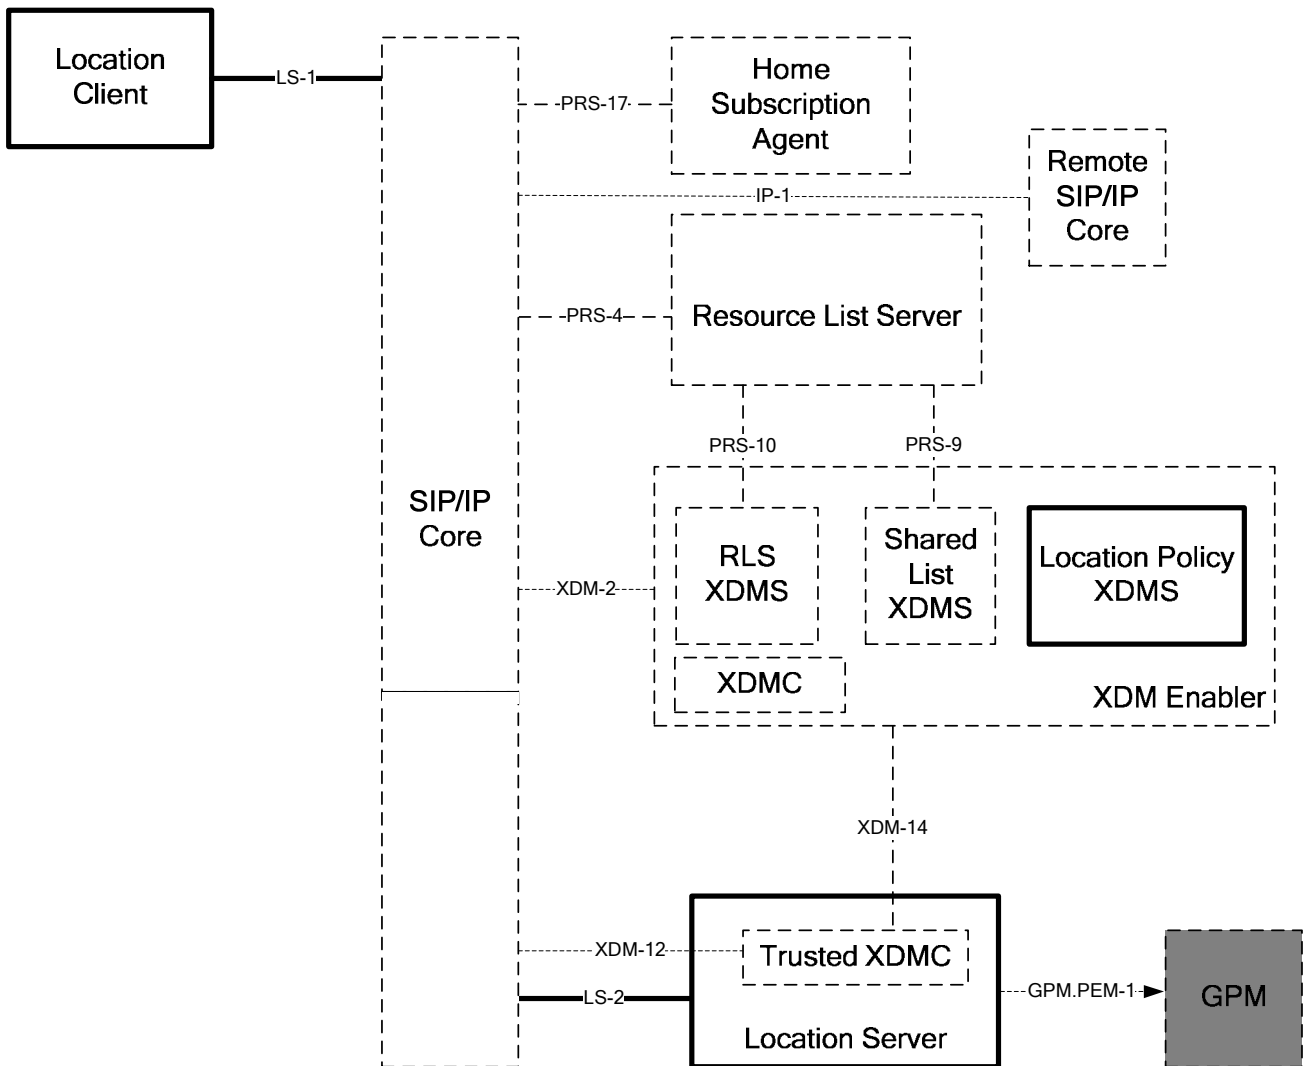 Location
Client
LS-1
PRS-17
Home
Subscription
Agent
IP-1
Remote
SIP/IP
Core
PRS-4
Resource List Server
PRS-10
PRS-9
SIP/IP
Core
XDM-2
RLS
XDMS
Shared
List
XDMS
Location Policy
XDMS
XDMC
XDM Enabler
XDM-14
XDM-12
Trusted XDMC
LS-2
Location Server
GPM.PEM-1
GPM